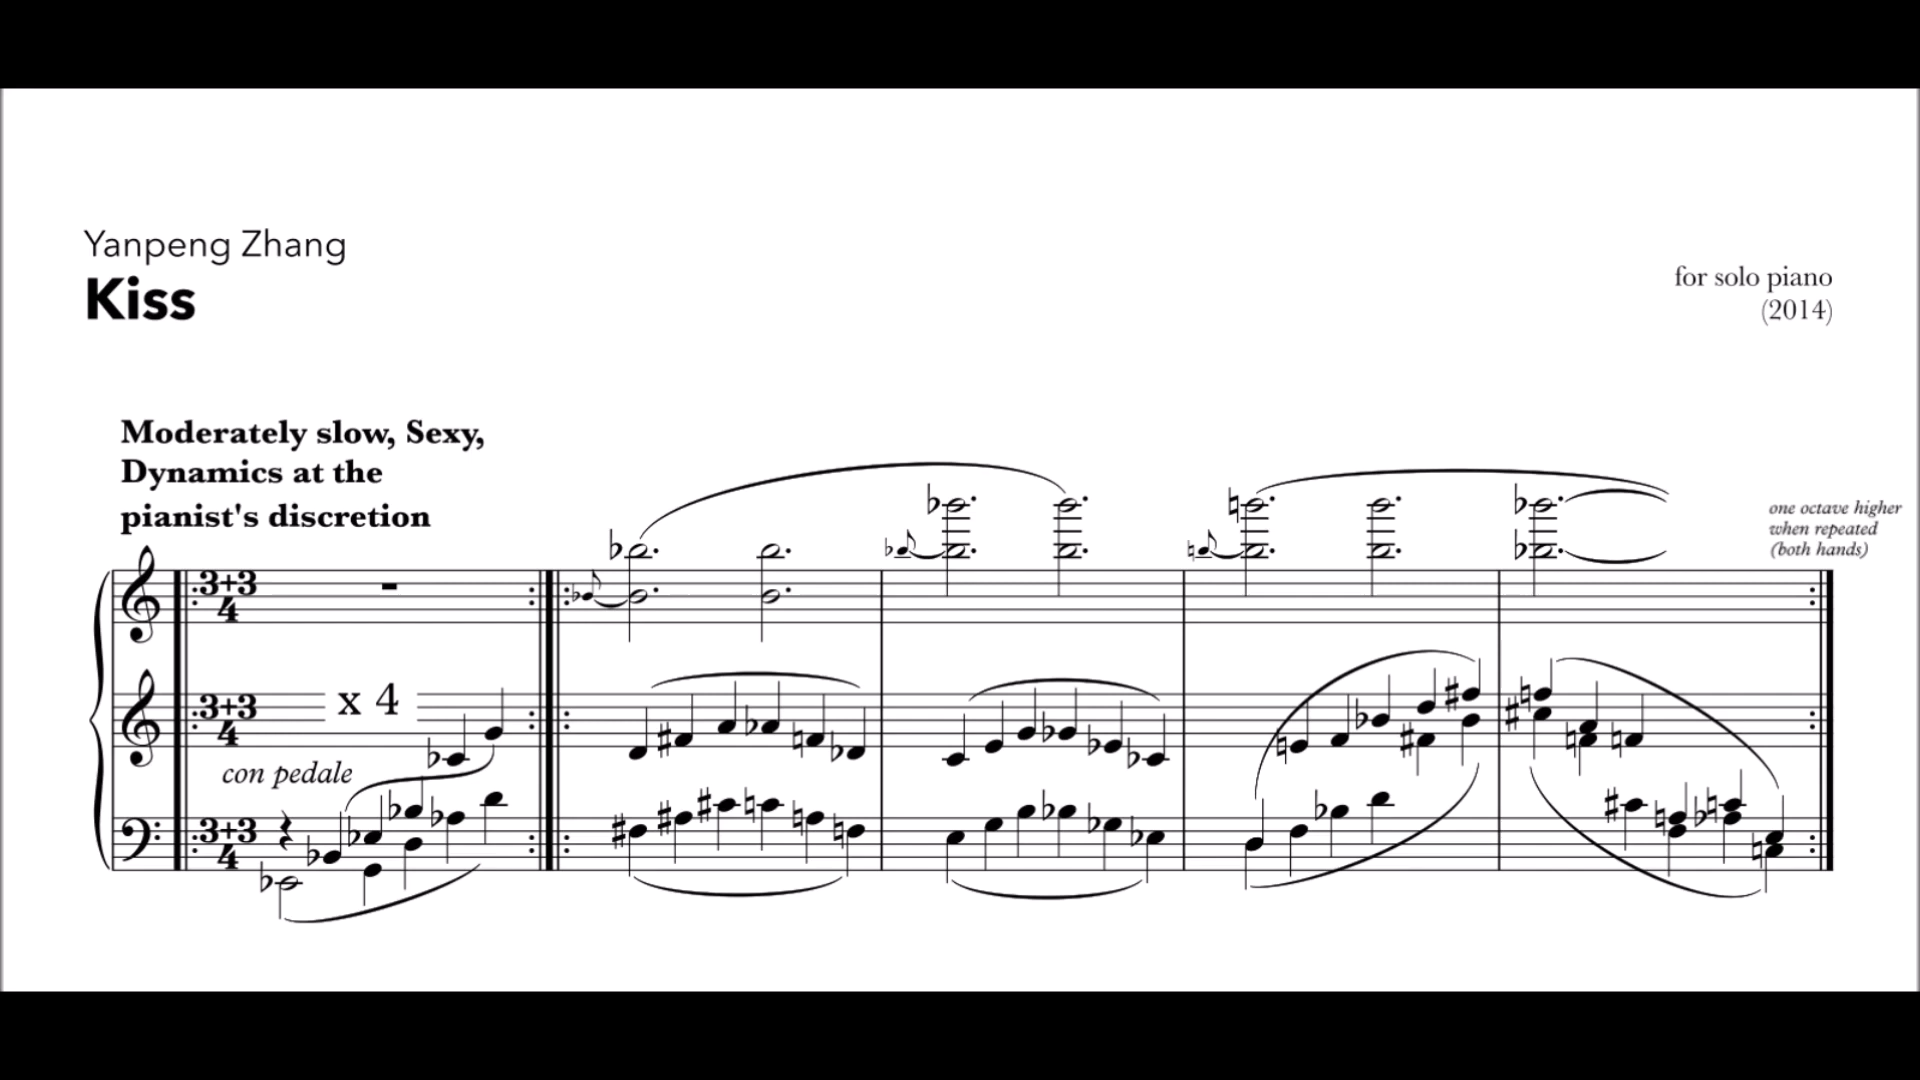 Yanpeng Zhang
Kiss
for solo piano
(2014)
Moderately slow, Sexy,
Dynamics at the
pianist's discretion
one octave higher
when repeated
(both hands)
3+3
4
x 4
3+3
4
con pedale
3+3
4